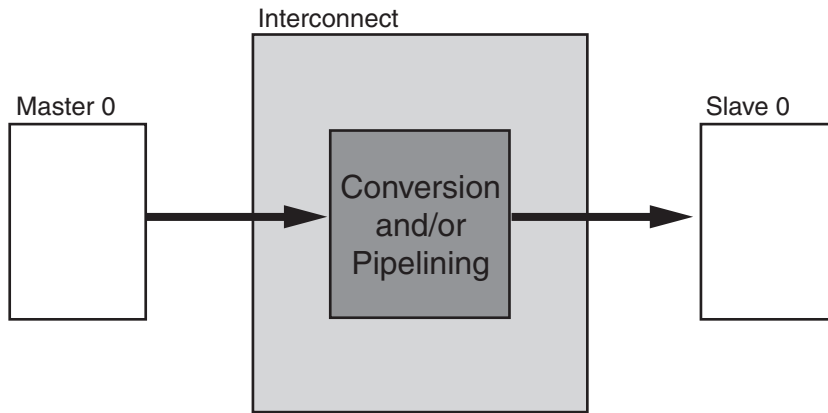 Interconnect
Master 0
Slave 0
Conversion
and/or
Pipelining